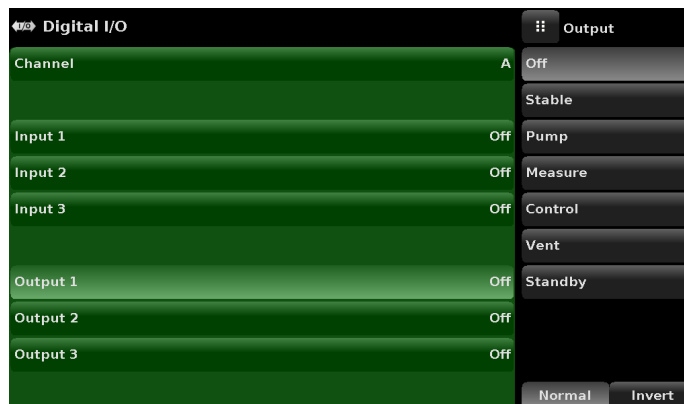 I/O Digital I/O
Channel A
Input 1 Off
Input 2 Off
Input 3 Off
Output 1 Off
Output 2 Off
Output 3 Off
Output
Off
Stable
Pump
Measure
Control
Vent
Standby
Normal Invert